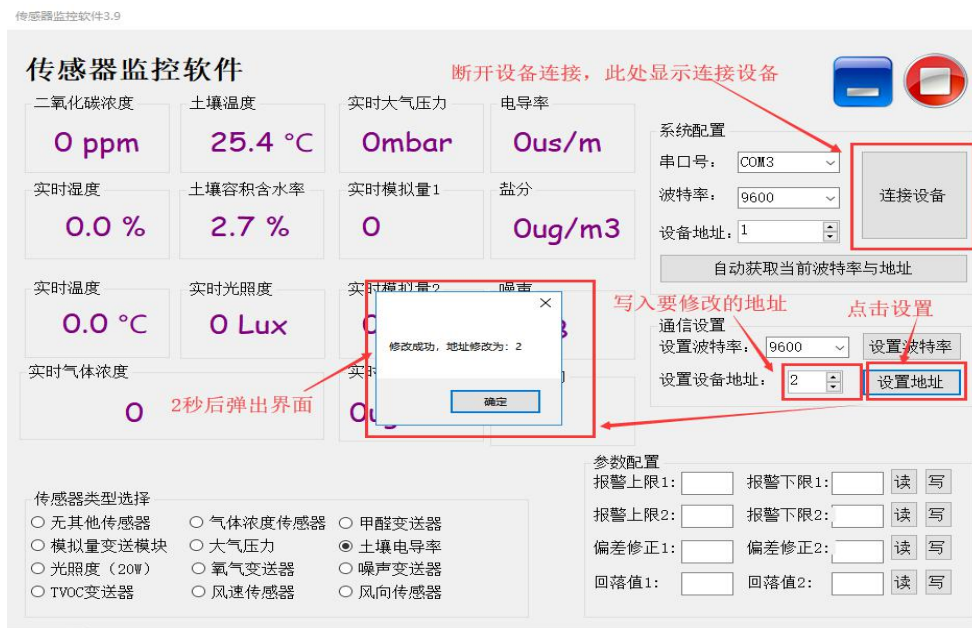 传感器监控软件3.9
传感器监控软件
断开设备连接，此处显示连接设备
二氧化碳浓度
土壤温度
实时大气压力
电导率
0 ppm
25.4 °C
0mbar
0us/m
实时湿度
土壤容积含水率
实时模拟量1
盐分
0.0 %
2.7 %
0
0ug/m3
实时温度
实时光照度
实时模拟量2
噪声
0.0 °C
0 Lux
实时气体浓度
0
2秒后弹出界面
修改成功，地址修改为：2
确定
系统配置
串口号： COM3
波特率： 9600
设备地址： 1
连接设备
自动获取当前波特率与地址
写入要修改的地址
点击设置
通信设置
设置波特率： 9600 设置波特率
设置设备地址： 2 设置地址
传感器类型选择
无其他传感器 气体浓度传感器 甲醛变送器
模拟量变送模块 大气压力 土壤电导率
光照度（20W） 氧气变送器 噪声变送器
TVOC变送器 风速传感器 风向传感器
参数配置
报警上限1: 报警下限1: 读 写
报警上限2: 报警下限2: 读 写
偏差修正1: 偏差修正2: 读 写
回落值1: 回落值2: 读 写